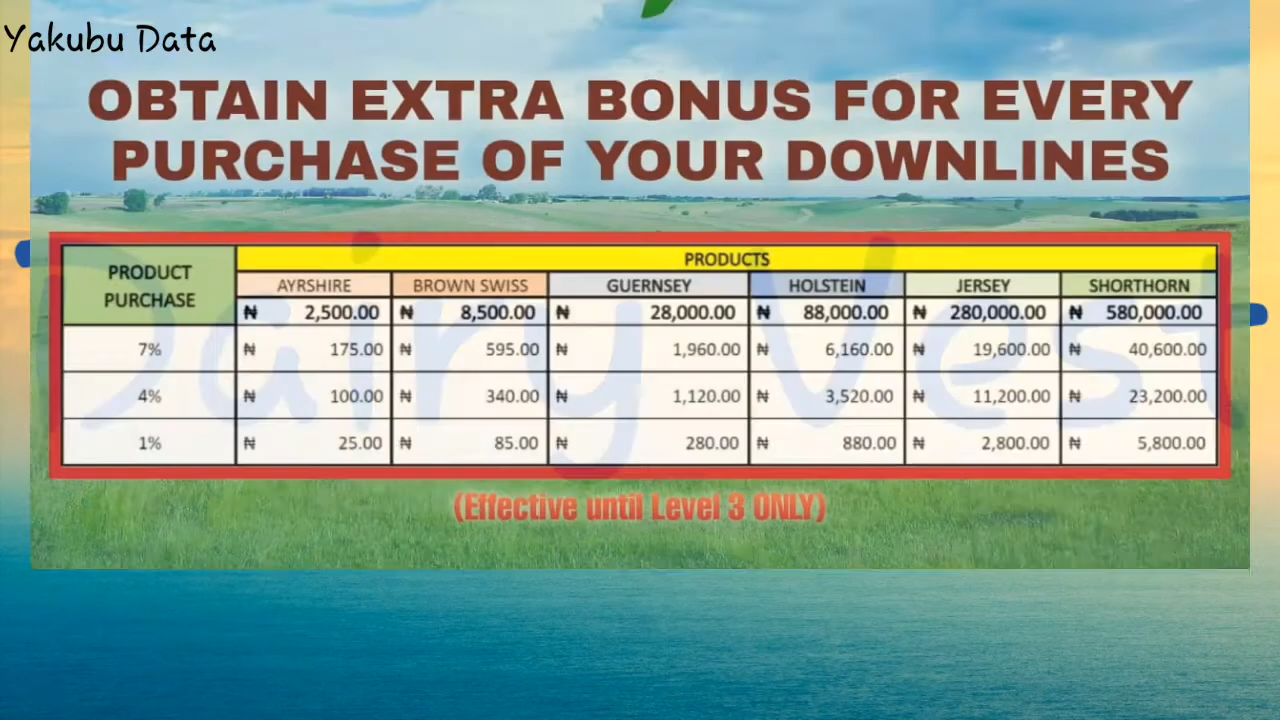 Yakubu Data
OBTAIN EXTRA BONUS FOR EVERY
PURCHASE OF YOUR DOWNLINES
PRODUCT PURCHASE PRODUCTS
AYRSHIRE BROWN SWISS GUERNSEY HOLSTEIN JERSEY SHORTHORN
₦ 2,500.00 ₦ 8,500.00 ₦ 28,000.00 ₦ 88,000.00 ₦ 280,000.00 ₦ 580,000.00
7% ₦ 175.00 ₦ 595.00 ₦ 1,960.00 ₦ 6,160.00 ₦ 19,600.00 ₦ 40,600.00
4% ₦ 100.00 ₦ 340.00 ₦ 1,120.00 ₦ 3,520.00 ₦ 11,200.00 ₦ 23,200.00
1% ₦ 25.00 ₦ 85.00 ₦ 280.00 ₦ 880.00 ₦ 2,800.00 ₦ 5,800.00
Dairy Vest
(Effective until Level 3 ONLY)